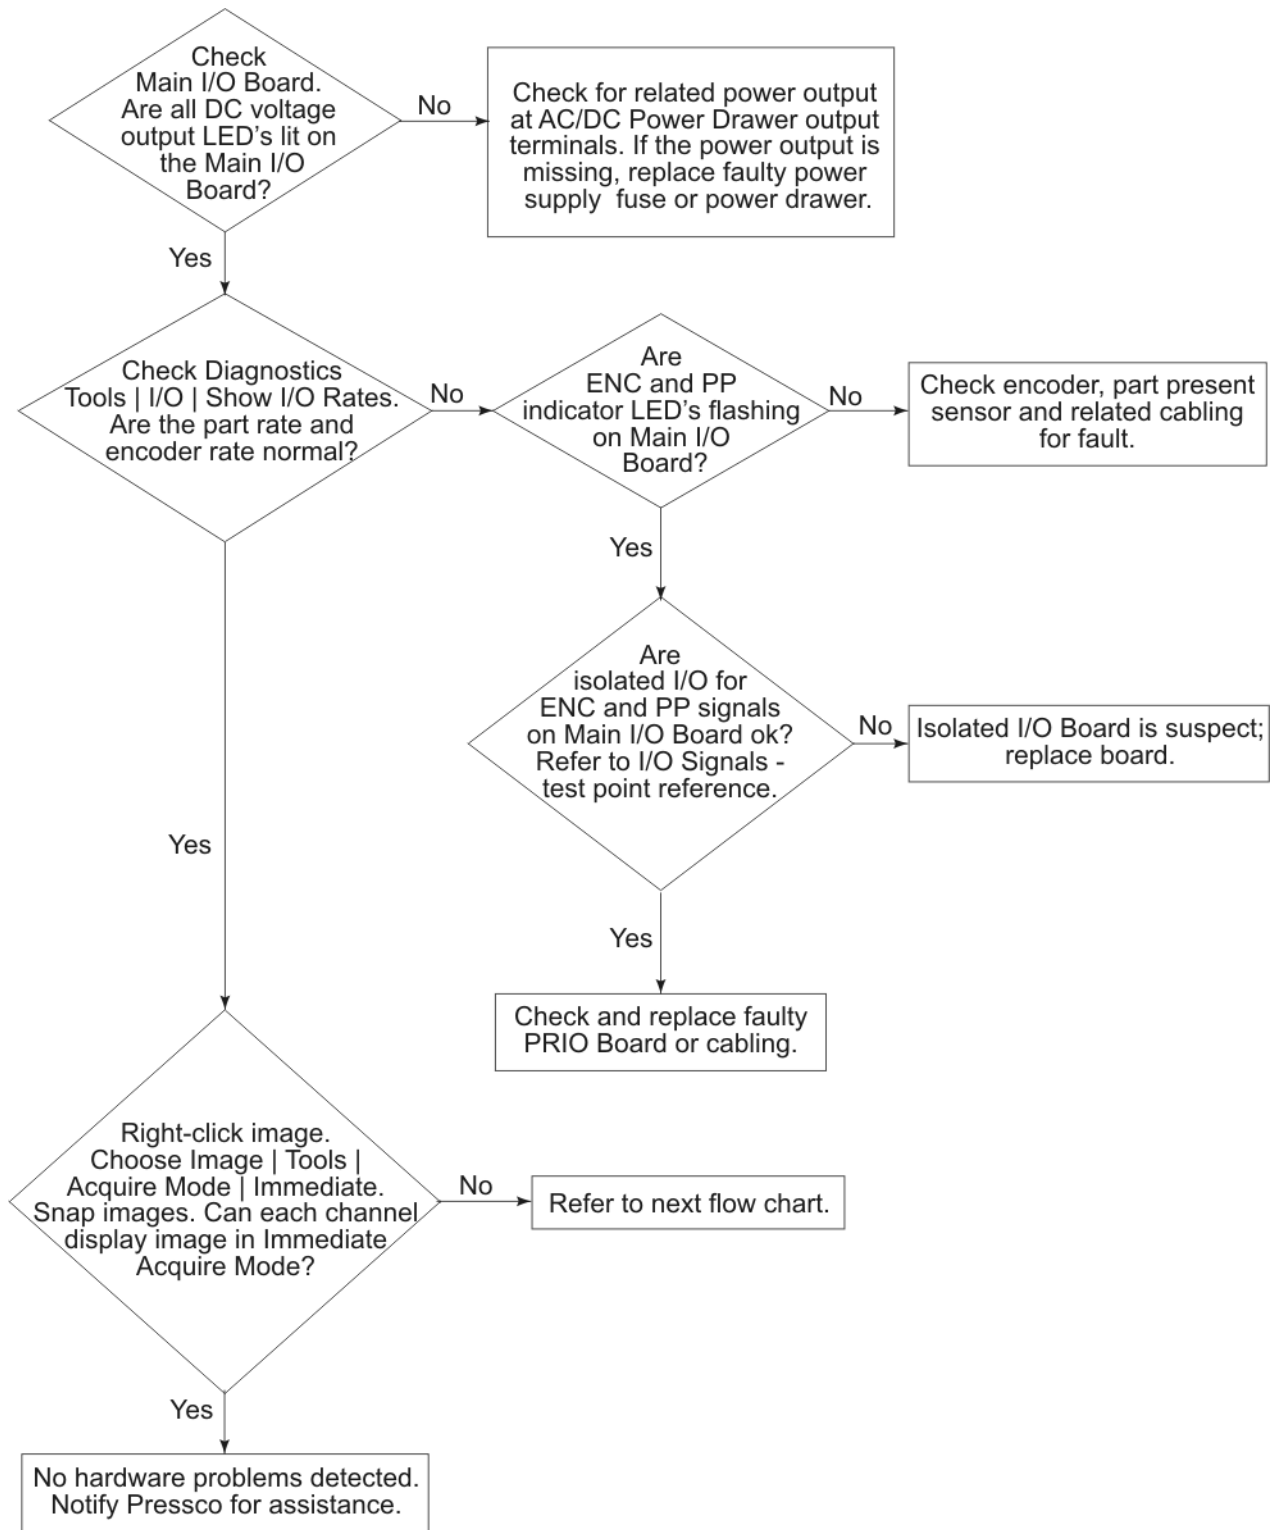 Check
Main I/O Board.
Are all DC voltage
output LED's lit on
the Main I/O
Board?
No
Check for related power output
at AC/DC Power Drawer output
terminals. If the power output is
missing, replace faulty power
supply fuse or power drawer.
Yes
Check Diagnostics
Tools | I/O | Show I/O Rates.
Are the part rate and
encoder rate normal?
No
Are
ENC and PP
indicator LED's flashing
on Main I/O
Board?
No
Check encoder, part present
sensor and related cabling
for fault.
Yes
Are
isolated I/O for
ENC and PP signals
on Main I/O Board ok?
Refer to I/O Signals -
test point reference.
No
Isolated I/O Board is suspect;
replace board.
Yes
Yes
Check and replace faulty
PRIO Board or cabling.
Right-click image.
Choose Image | Tools |
Acquire Mode | Immediate.
Snap images. Can each channel
display image in Immediate
Acquire Mode?
No
Refer to next flow chart.
Yes
No hardware problems detected.
Notify Pressco for assistance.